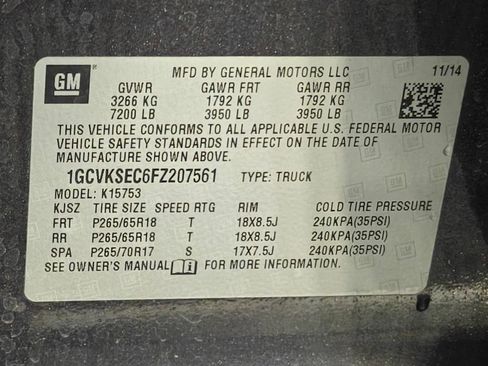 GM MFD BY GENERAL MOTORS LLC 11/14
GVWR GAWR FRT GAWR RR
3266 KG 1792 KG 1792 KG
7200 LB 3950 LB 3950 LB
THIS VEHICLE CONFORMS TO ALL APPLICABLE U.S. FEDERAL MOTOR
VEHICLE SAFETY STANDARDS IN EFFECT ON THE DATE OF
MANUFACTURE SHOWN ABOVE.
1GCVKSEC6FZ207561 TYPE: TRUCK
MODEL: K15753
KJSZ TIRE SIZE SPEED RTG RIM COLD TIRE PRESSURE
FRT P265/65R18 T 18X8.5J 240KPA(35PSI)
RR P265/65R18 T 18X8.5J 240KPA(35PSI)
SPA P265/70R17 S 17X7.5J 240KPA(35PSI)
SEE OWNER'S MANUAL FOR MORE INFORMATION.